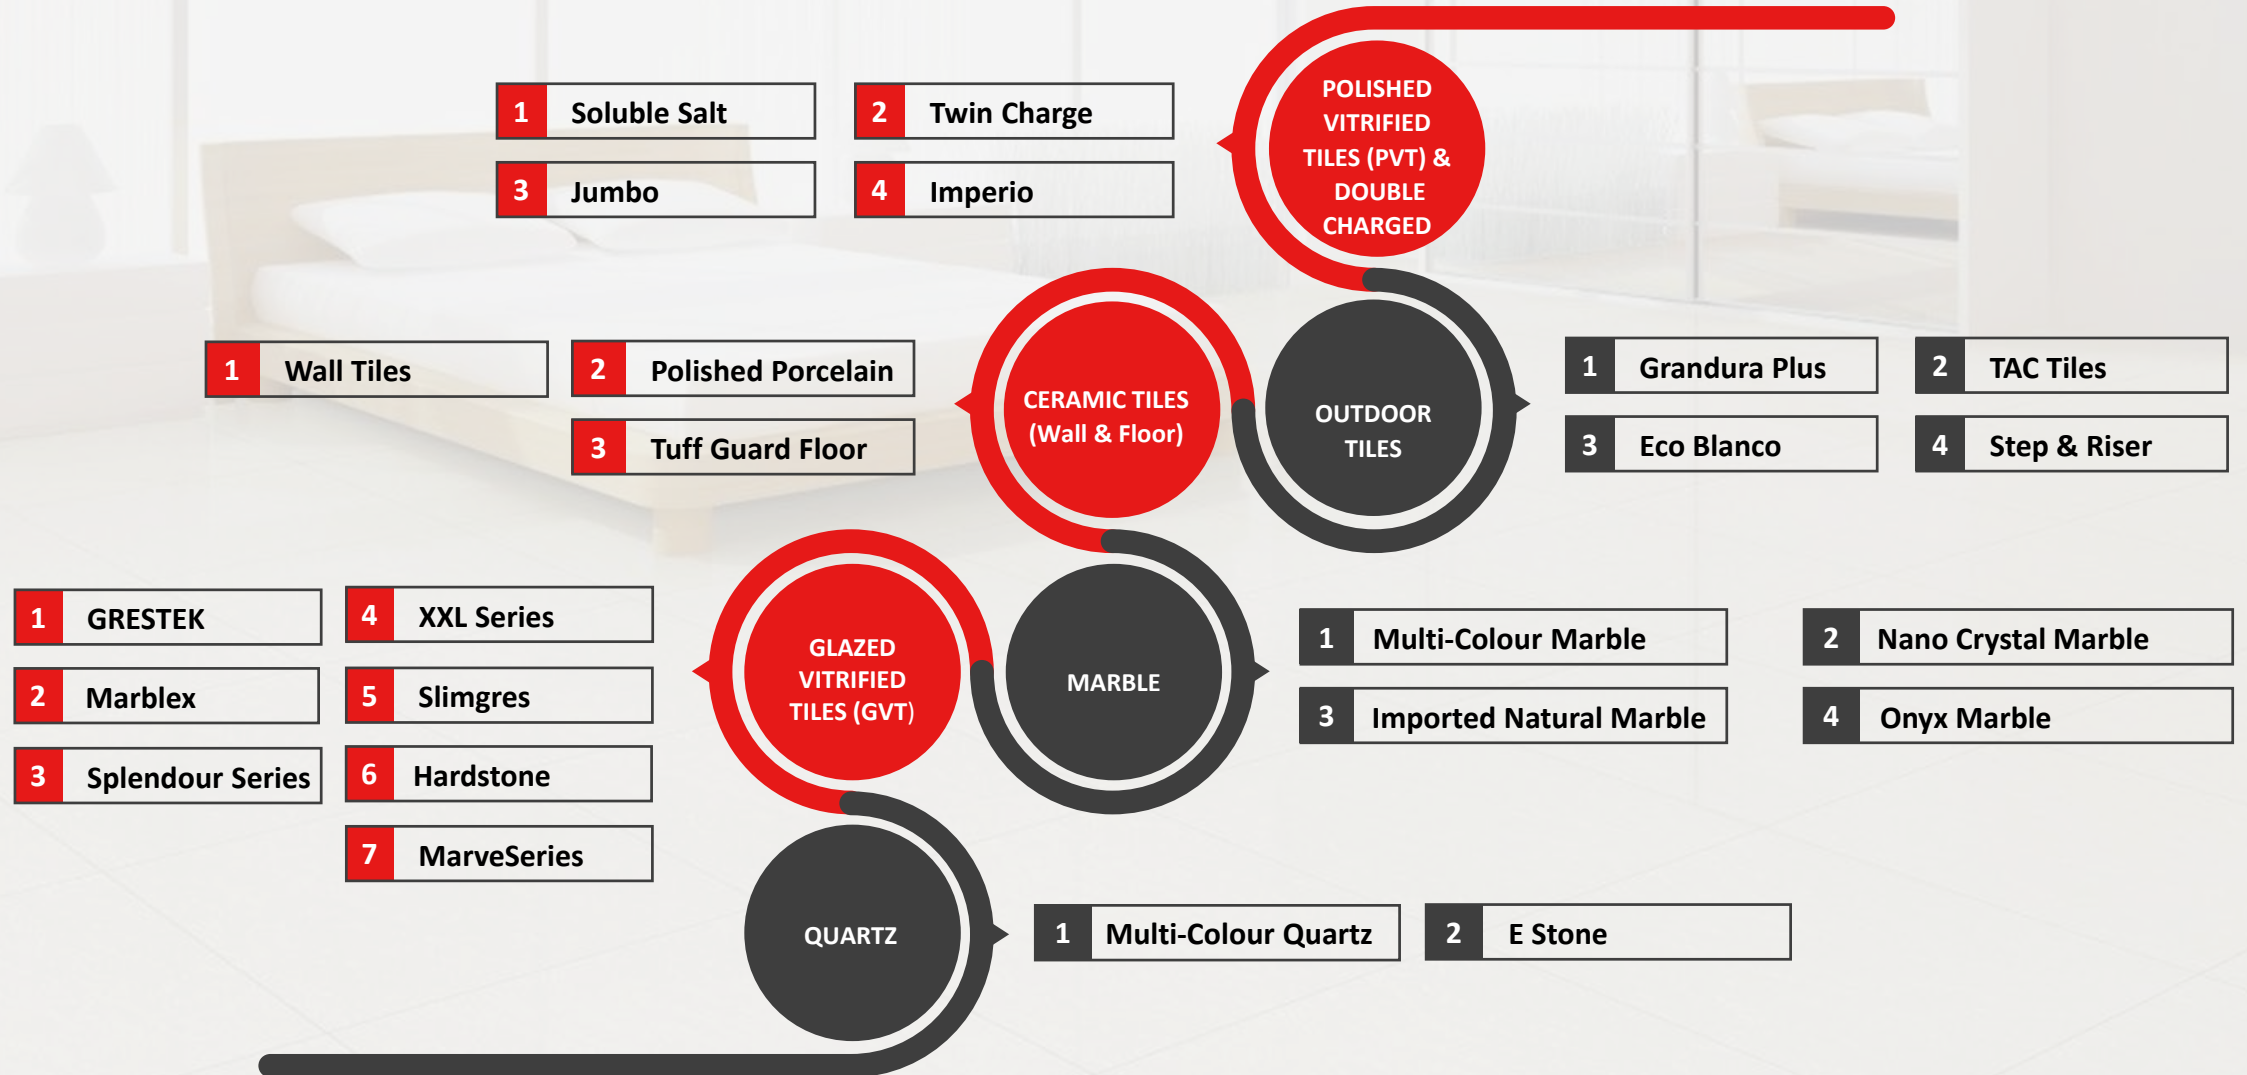 POLISHED
VITRIFIED
TILES (PVT) &
DOUBLE
CHARGED
1 Soluble Salt
2 Twin Charge
3 Jumbo
4 Imperio
CERAMIC TILES
(Wall & Floor)
1 Wall Tiles
2 Polished Porcelain
3 Tuff Guard Floor
OUTDOOR
TILES
1 Grandura Plus
2 TAC Tiles
3 Eco Blanco
4 Step & Riser
GLAZED
VITRIFIED
TILES (GVT)
1 GRESTEK
2 Marblex
3 Splendour Series
4 XXL Series
5 Slimgres
6 Hardstone
7 MarveSeries
MARBLE
1 Multi-Colour Marble
2 Nano Crystal Marble
3 Imported Natural Marble
4 Onyx Marble
QUARTZ
1 Multi-Colour Quartz
2 E Stone